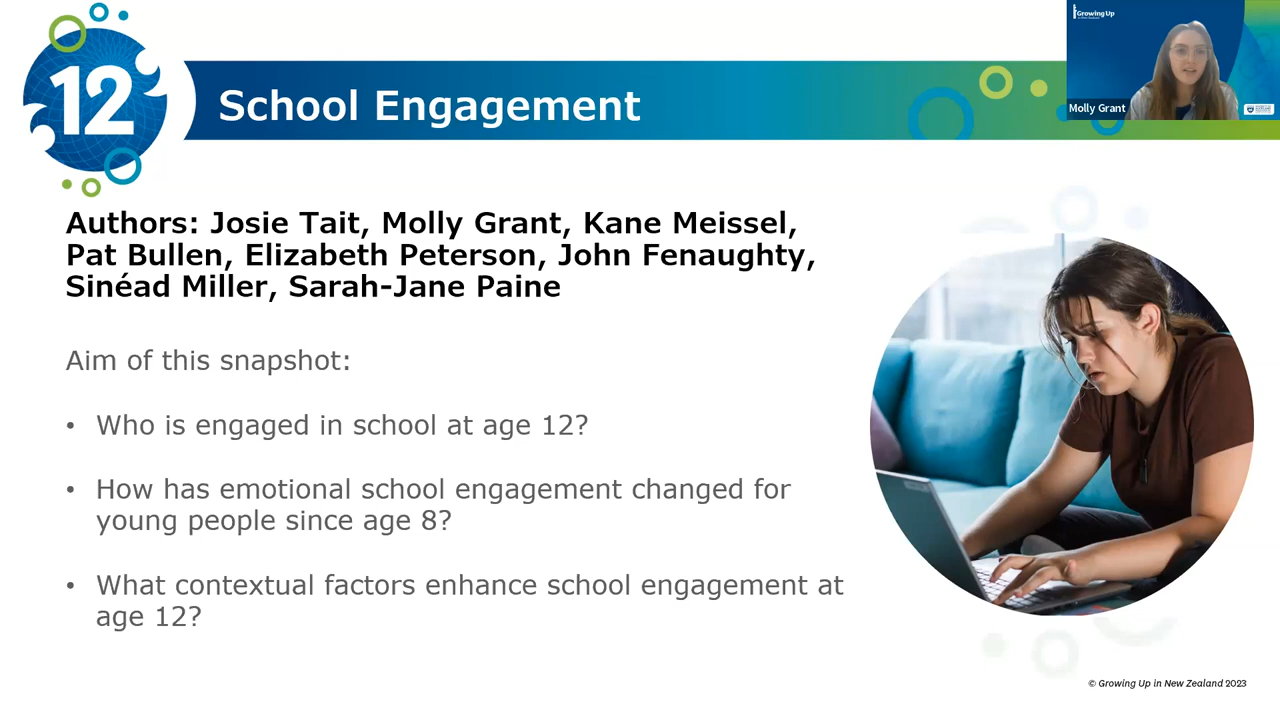 12
School Engagement
Growing Up
in New Zealand
Molly Grant
Authors: Josie Tait, Molly Grant, Kane Meissel,
Pat Bullen, Elizabeth Peterson, John Fenaughty,
Sinéad Miller, Sarah-Jane Paine
Aim of this snapshot:
• Who is engaged in school at age 12?
• How has emotional school engagement changed for
young people since age 8?
• What contextual factors enhance school engagement at
age 12?
© Growing Up in New Zealand 2023